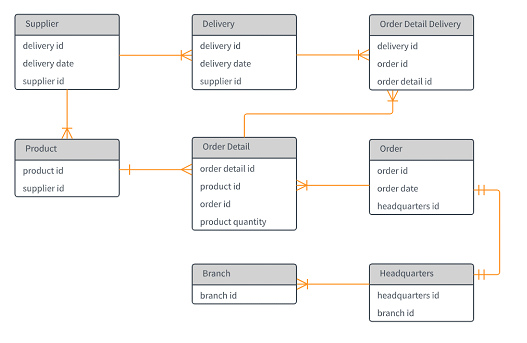 Supplier
delivery id
delivery date
supplier id
Delivery
delivery id
delivery date
supplier id
Order Detail Delivery
delivery id
order id
order detail id
Product
product id
supplier id
Order Detail
order detail id
product id
order id
product quantity
Order
order id
order date
headquarters id
Branch
branch id
Headquarters
headquarters id
branch id